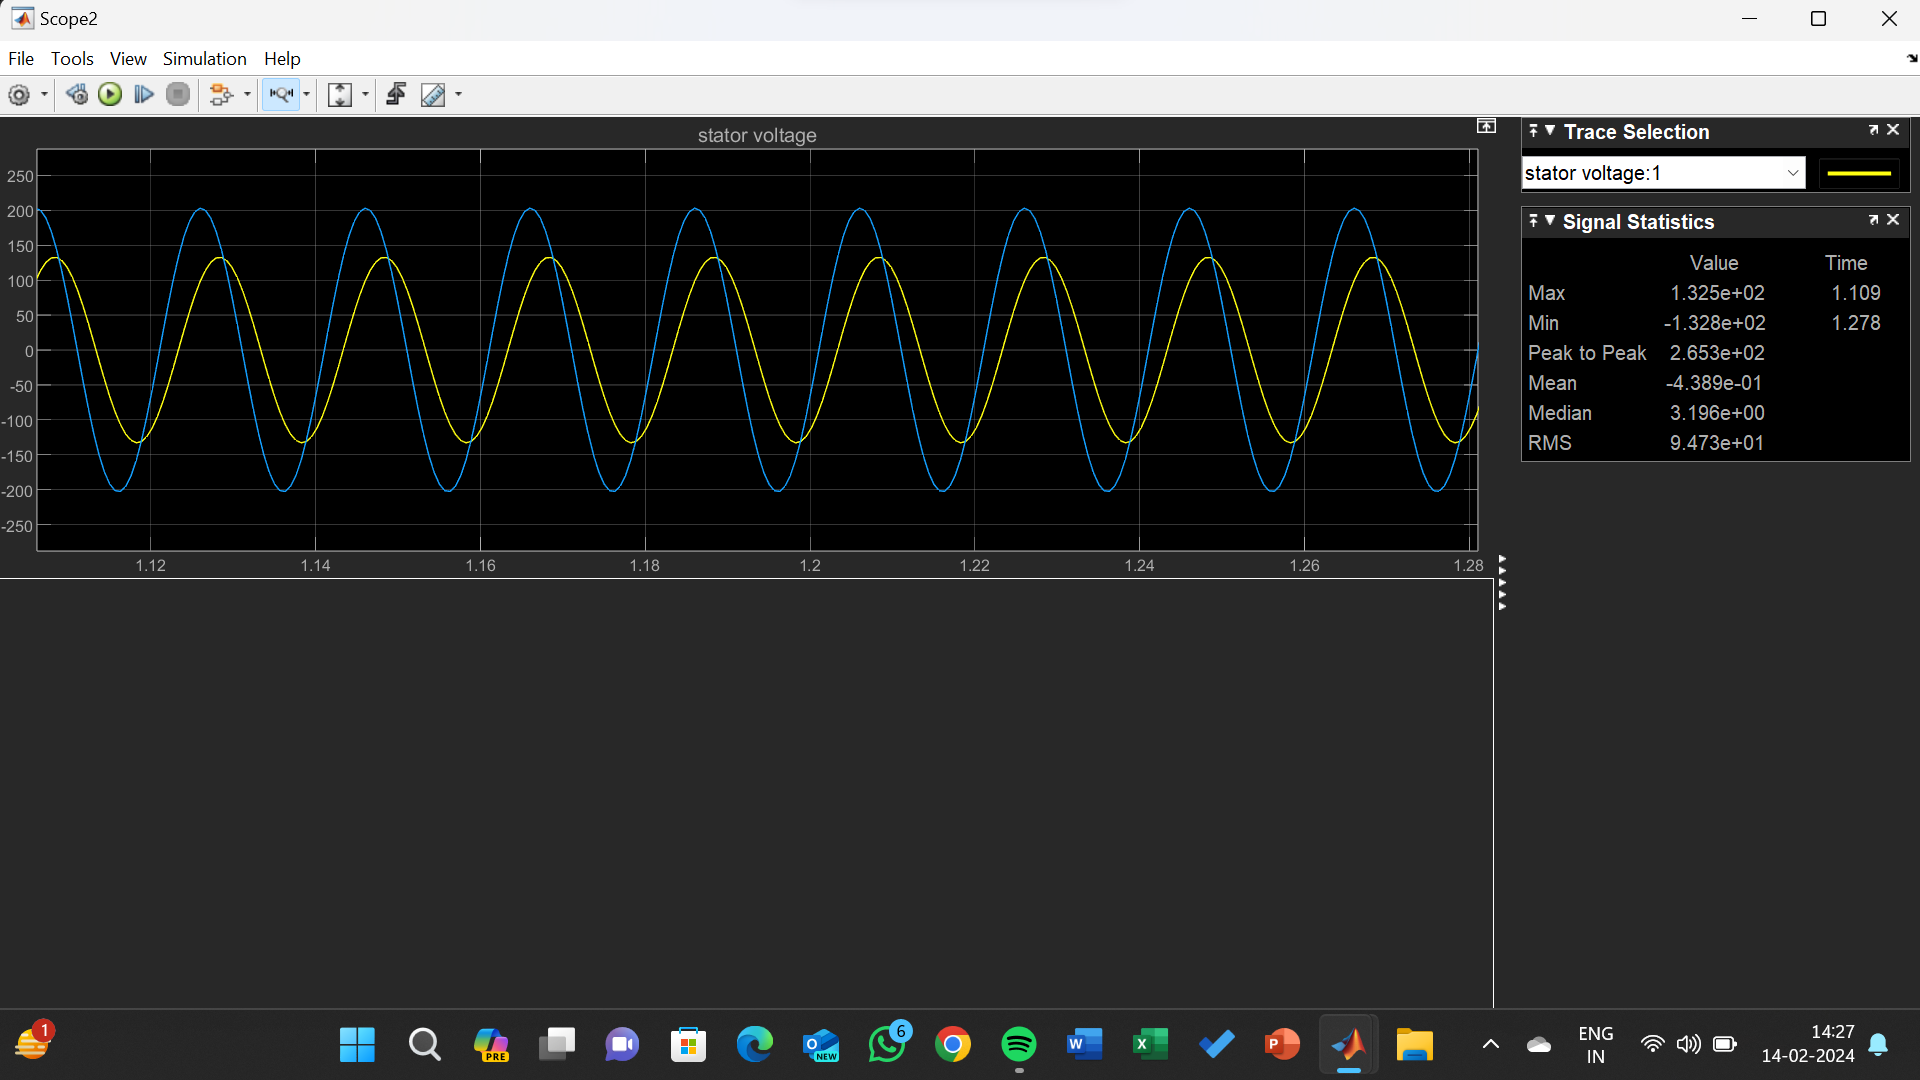 Scope2
File Tools View Simulation Help
stator voltage
250
200
150
100
50
0
-50
-100
-150
-200
-250
1.12 1.14 1.16 1.18 1.2 1.22 1.24 1.26 1.28
Trace Selection
stator voltage:1
Signal Statistics
Value Time
Max 1.325e+02 1.109
Min -1.328e+02 1.278
Peak to Peak 2.653e+02
Mean -4.389e-01
Median 3.196e+00
RMS 9.473e+01
1
PRE
O
NEW
6
W
X
P
ENG
IN
14:27
14-02-2024